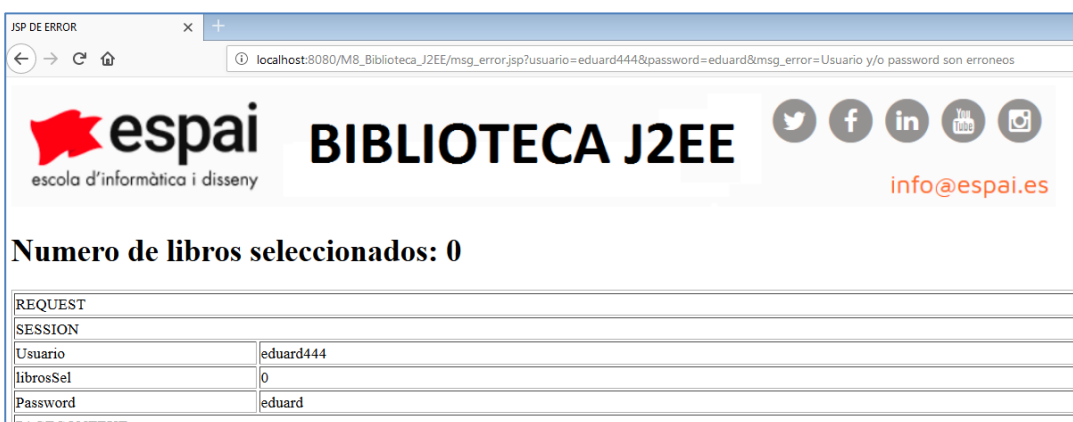 JSP DE ERROR
localhost:8080/M8_Biblioteca_J2EE/msg_error.jsp?usuario=eduard444&password=eduard&msg_error=Usuario y/o password son erroneos
espai
escola d'informàtica i disseny
BIBLIOTECA J2EE
You
Tube
info@espai.es
Numero de libros seleccionados: 0
REQUEST
SESSION
Usuario eduard444
librosSel 0
Password eduard